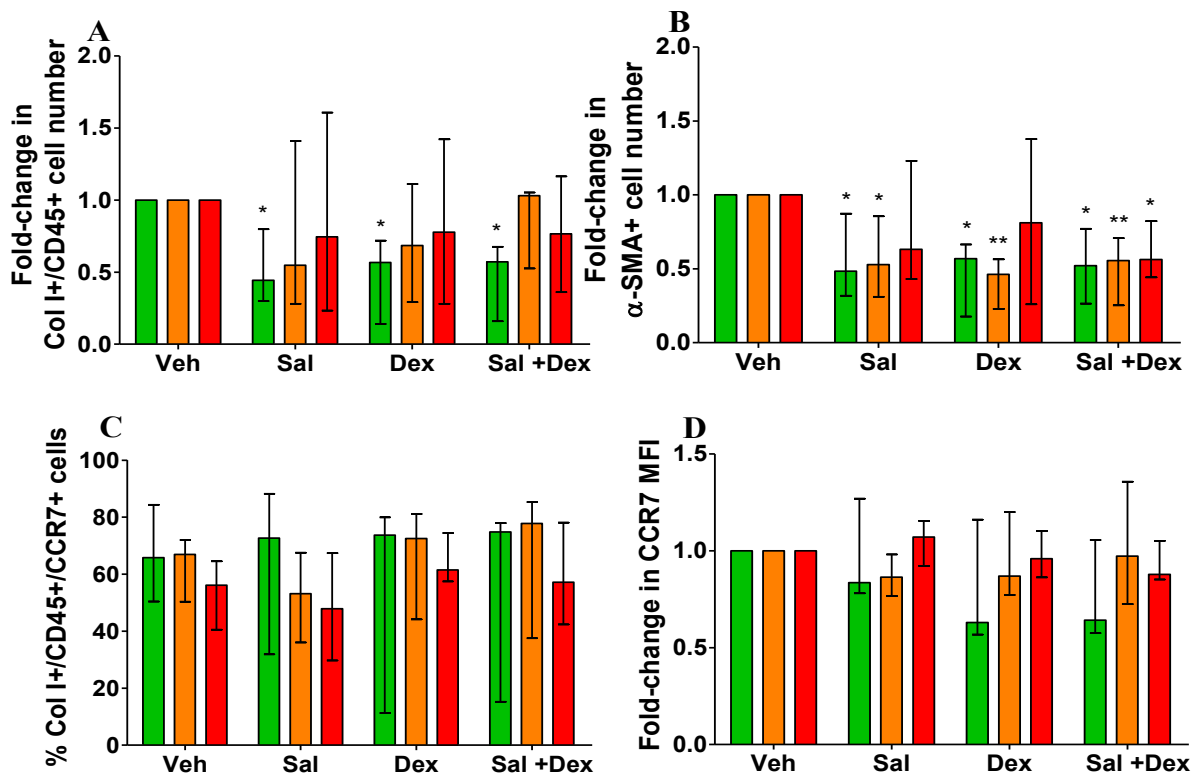 A
Fold-change in
Col I+/CD45+ cell number
2.0
1.5
1.0
0.5
0.0
* * *
Veh Sal Dex Sal +Dex
B
Fold-change in
α-SMA+ cell number
2.0
1.5
1.0
0.5
0.0
* * * ** * ** *
Veh Sal Dex Sal +Dex
C
% Col I+/CD45+/CCR7+ cells
100
80
60
40
20
0
Veh Sal Dex Sal +Dex
D
Fold-change in CCR7 MFI
1.5
1.0
0.5
0.0
Veh Sal Dex Sal +Dex